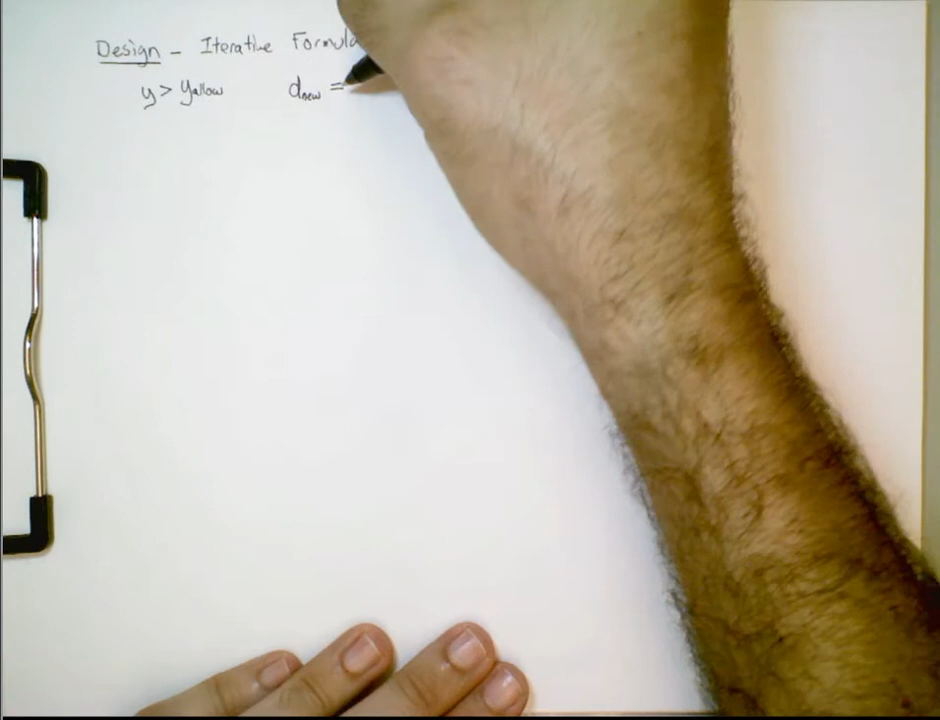 Design - Iterative Formula
y > yallow dnew =